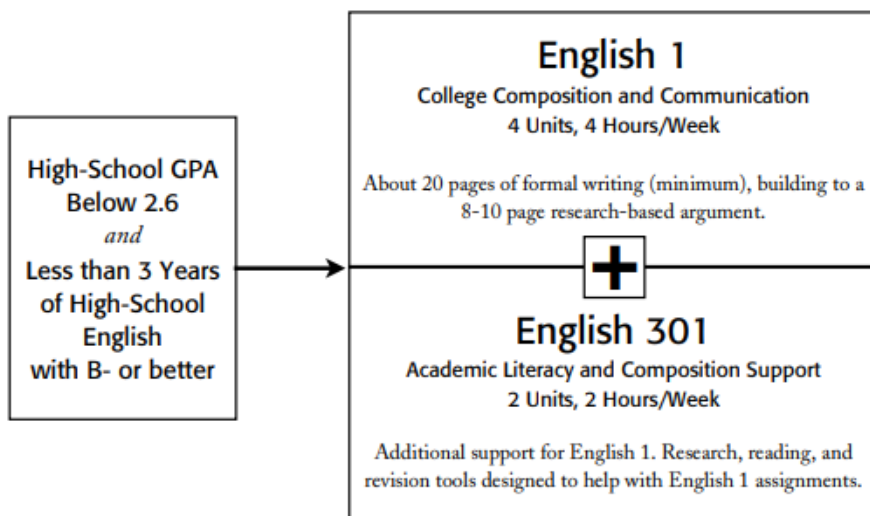 High-School GPA
Below 2.6
and
Less than 3 Years
of High-School
English
with B- or better
English 1
College Composition and Communication
4 Units, 4 Hours/Week
About 20 pages of formal writing (minimum), building to a
8-10 page research-based argument.
+
English 301
Academic Literacy and Composition Support
2 Units, 2 Hours/Week
Additional support for English 1. Research, reading, and
revision tools designed to help with English 1 assignments.